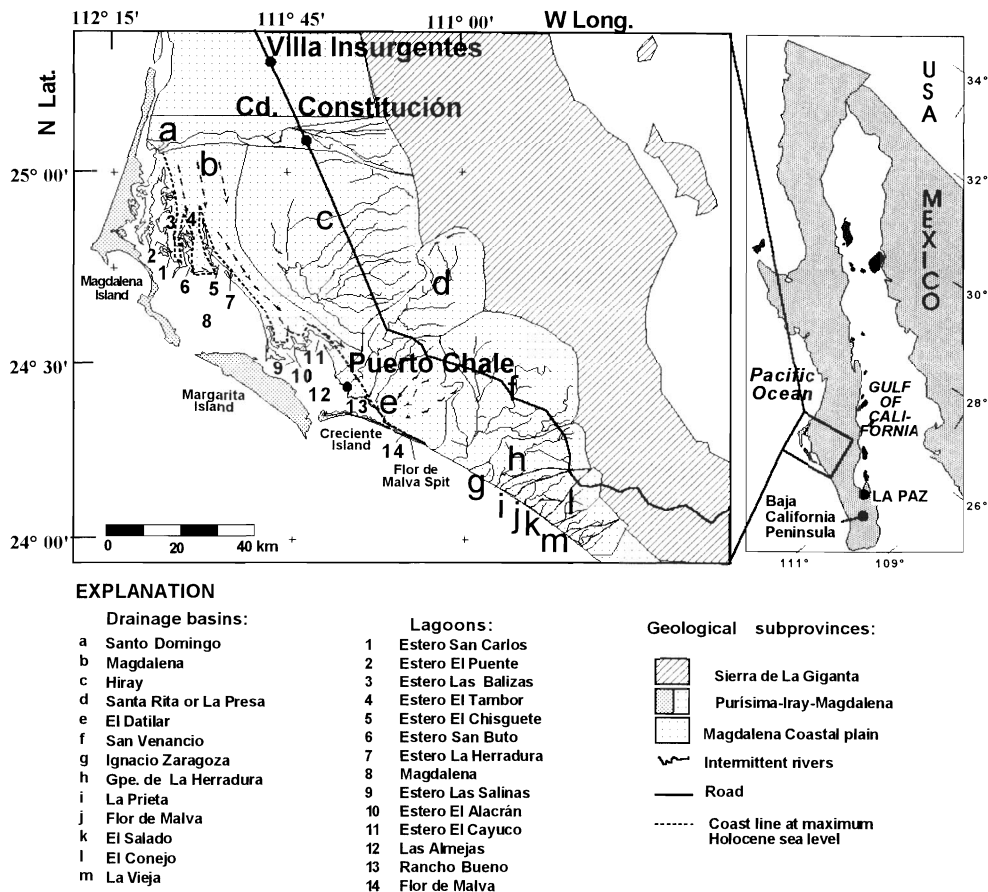 112° 15'
111° 45'
111° 00'
W Long.
N Lat.
25° 00'
24° 30'
24° 00'
Villa Insurgentes
Cd. Constitución
a
b
c
d
e
f
g
h
i
j
k
l
m
1
2
3
4
5
6
7
8
9
10
11
12
13
14
Magdalena
Island
Margarita
Island
Puerto Chale
Creciente
Island
Flor de
Malva Spit
0 20 40 km
USA
MEXICO
Pacific
Ocean
GULF
OF
CALI-
FORNIA
LA PAZ
Baja
California
Peninsula
34°
32°
30°
28°
26°
111°
109°
EXPLANATION
Drainage basins:
a Santo Domingo
b Magdalena
c Hiray
d Santa Rita or La Presa
e El Datilar
f San Venancio
g Ignacio Zaragoza
h Gpe. de La Herradura
i La Prieta
j Flor de Malva
k El Salado
l El Conejo
m La Vieja
Lagoons:
1 Estero San Carlos
2 Estero El Puente
3 Estero Las Balizas
4 Estero El Tambor
5 Estero El Chisguete
6 Estero San Buto
7 Estero La Herradura
8 Magdalena
9 Estero Las Salinas
10 Estero El Alacrán
11 Estero El Cayuco
12 Las Almejas
13 Rancho Bueno
14 Flor de Malva
Geological subprovinces:
Sierra de La Giganta
Purísima-Iray-Magdalena
Magdalena Coastal plain
Intermittent rivers
Road
Coast line at maximum
Holocene sea level